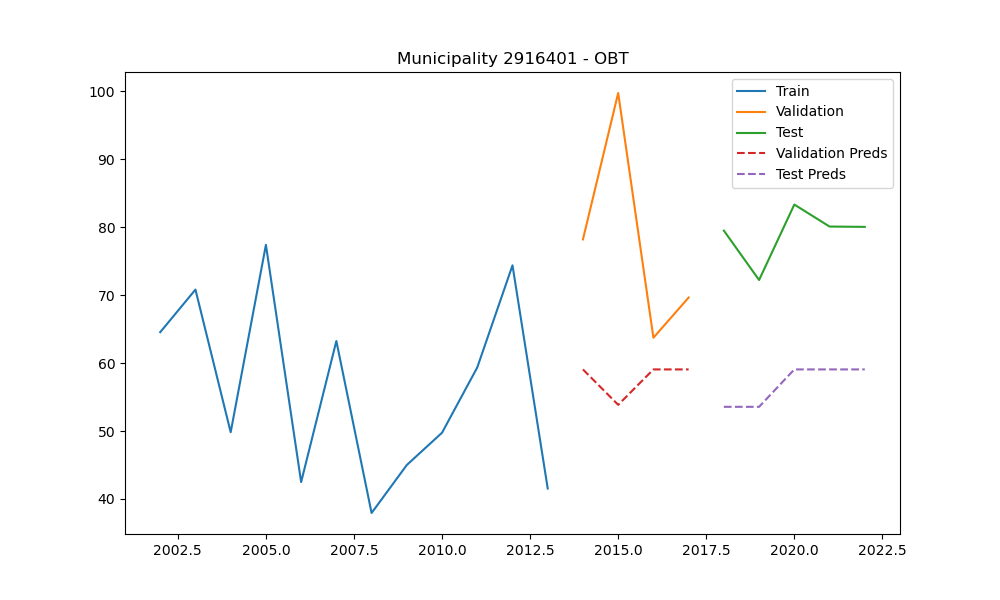 Municipality 2916401 - OBT
100
90
80
70
60
50
40
Train
Validation
Test
Validation Preds
Test Preds
2002.5 2005.0 2007.5 2010.0 2012.5 2015.0 2017.5 2020.0 2022.5